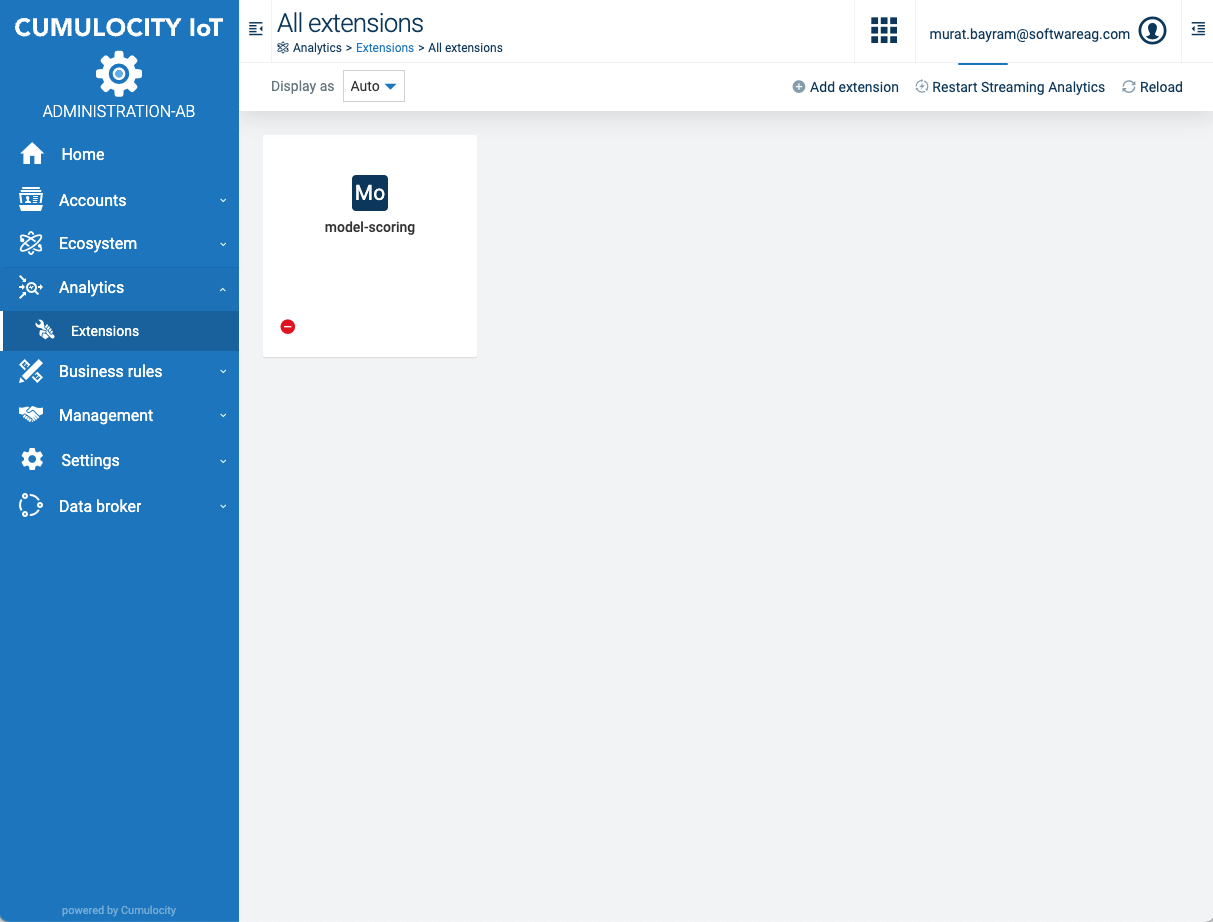 CUMULOCITY IoT
ADMINISTRATION-AB
Home
Accounts
Ecosystem
Analytics
Extensions
Business rules
Management
Settings
Data broker
powered by Cumulocity
All extensions
Analytics > Extensions > All extensions
murat.bayram@softwareag.com
Display as Auto
Add extension Restart Streaming Analytics Reload
Mo
model-scoring